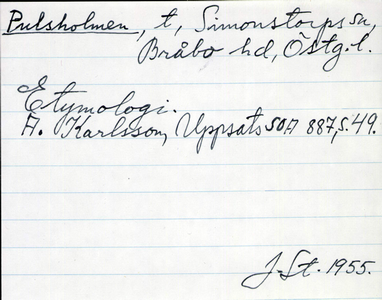 Pulsholmen, t, Simonstorps sn,
Bråbo hd, Östg.l.
Etymologi.
A. Karlsson, Uppsats SOA 887, s. 49.
J. St. 1955.